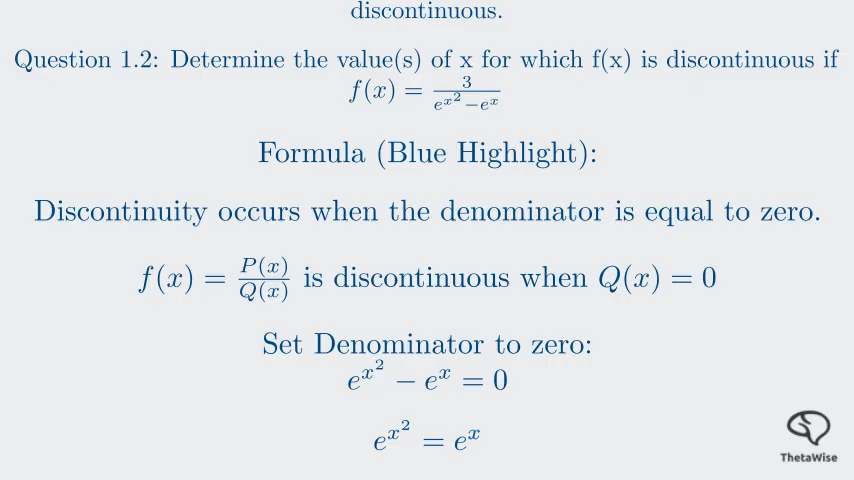 discontinuous.
Question 1.2: Determine the value(s) of x for which f(x) is discontinuous if
f(x) = \frac{3}{e^{x^2}-e^x}
Formula (Blue Highlight):
Discontinuity occurs when the denominator is equal to zero.
f(x) = \frac{P(x)}{Q(x)} is discontinuous when Q(x) = 0
Set Denominator to zero:
e^{x^2} − e^x = 0
e^{x^2} = e^x
ThetaWise